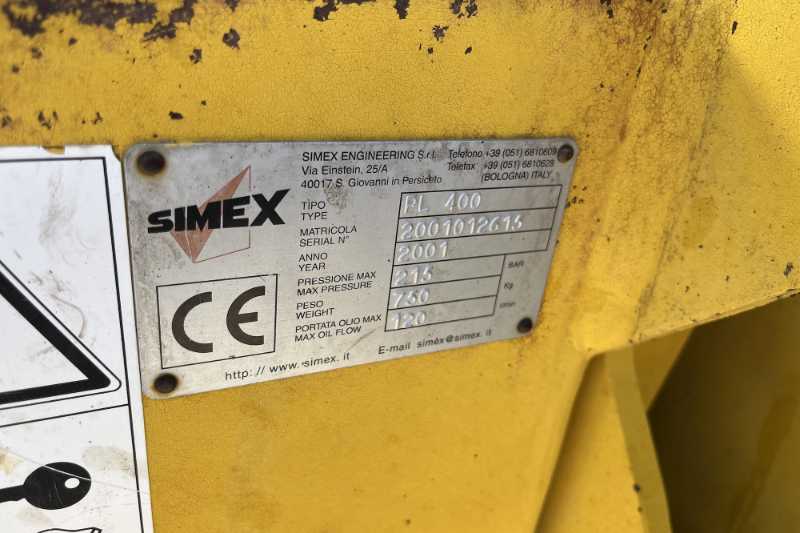 SIMEX ENGINEERING S.r.l. Telefono +39 (051) 6810609
Via Einstein, 25/A Telefax +39 (051) 6810628
40017 S. Giovanni in Persiceto (BOLOGNA) ITALY
SIMEX
TIPO
TYPE PL 400
MATRICOLA
SERIAL N° 2001012615
ANNO
YEAR 2001
PRESSIONE MAX
MAX PRESSURE 215 BAR
PESO
WEIGHT 760 Kg
PORTATA OLIO MAX
MAX OIL FLOW 120 l/min
CE
http://www.simex.it E-mail simex@simex.it